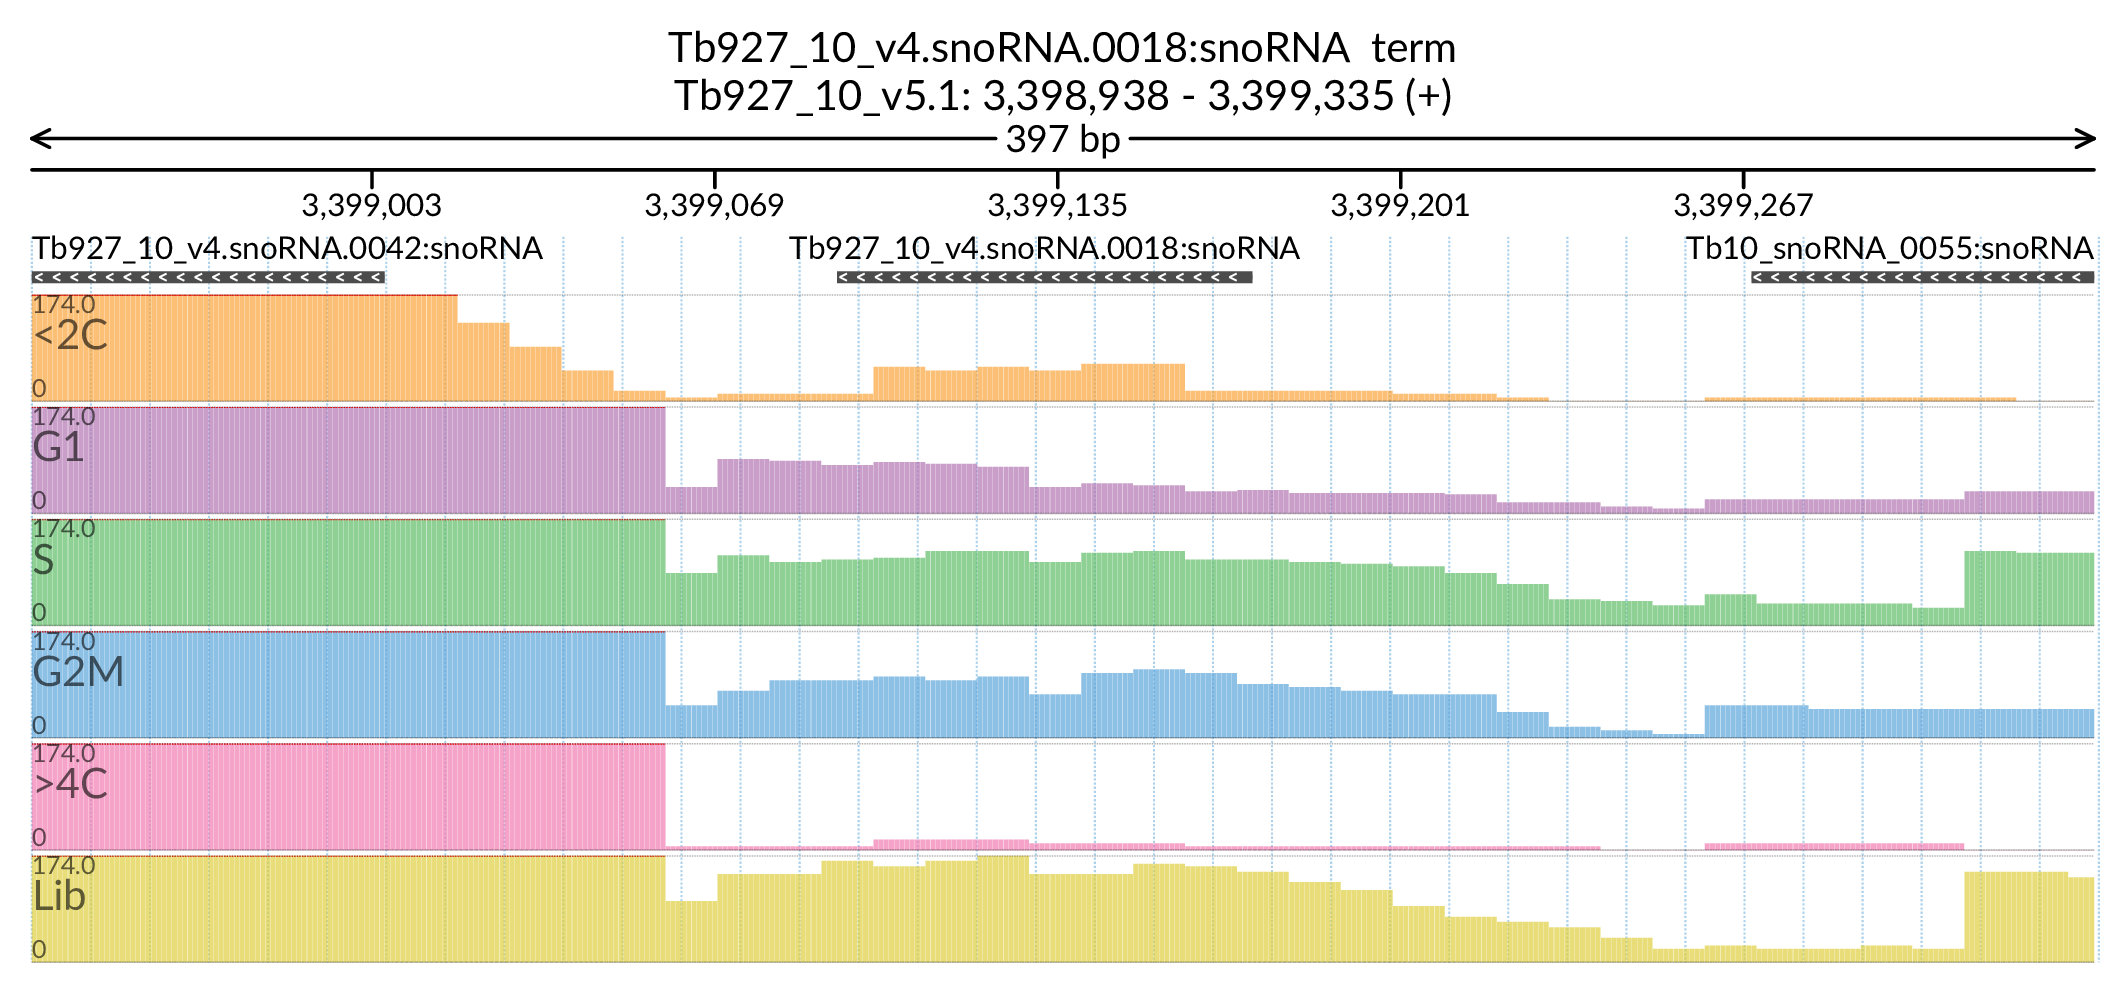 Tb927_10_v4.snoRNA.0018:snoRNA term
Tb927_10_v5.1: 3,398,938 - 3,399,335 (+)
397 bp
3,399,003 3,399,069 3,399,135 3,399,201 3,399,267
Tb927_10_v4.snoRNA.0042:snoRNA Tb927_10_v4.snoRNA.0018:snoRNA Tb10_snoRNA_0055:snoRNA
174.0
<2C
0
174.0
G1
0
174.0
S
0
174.0
G2M
0
174.0
>4C
0
174.0
Lib
0